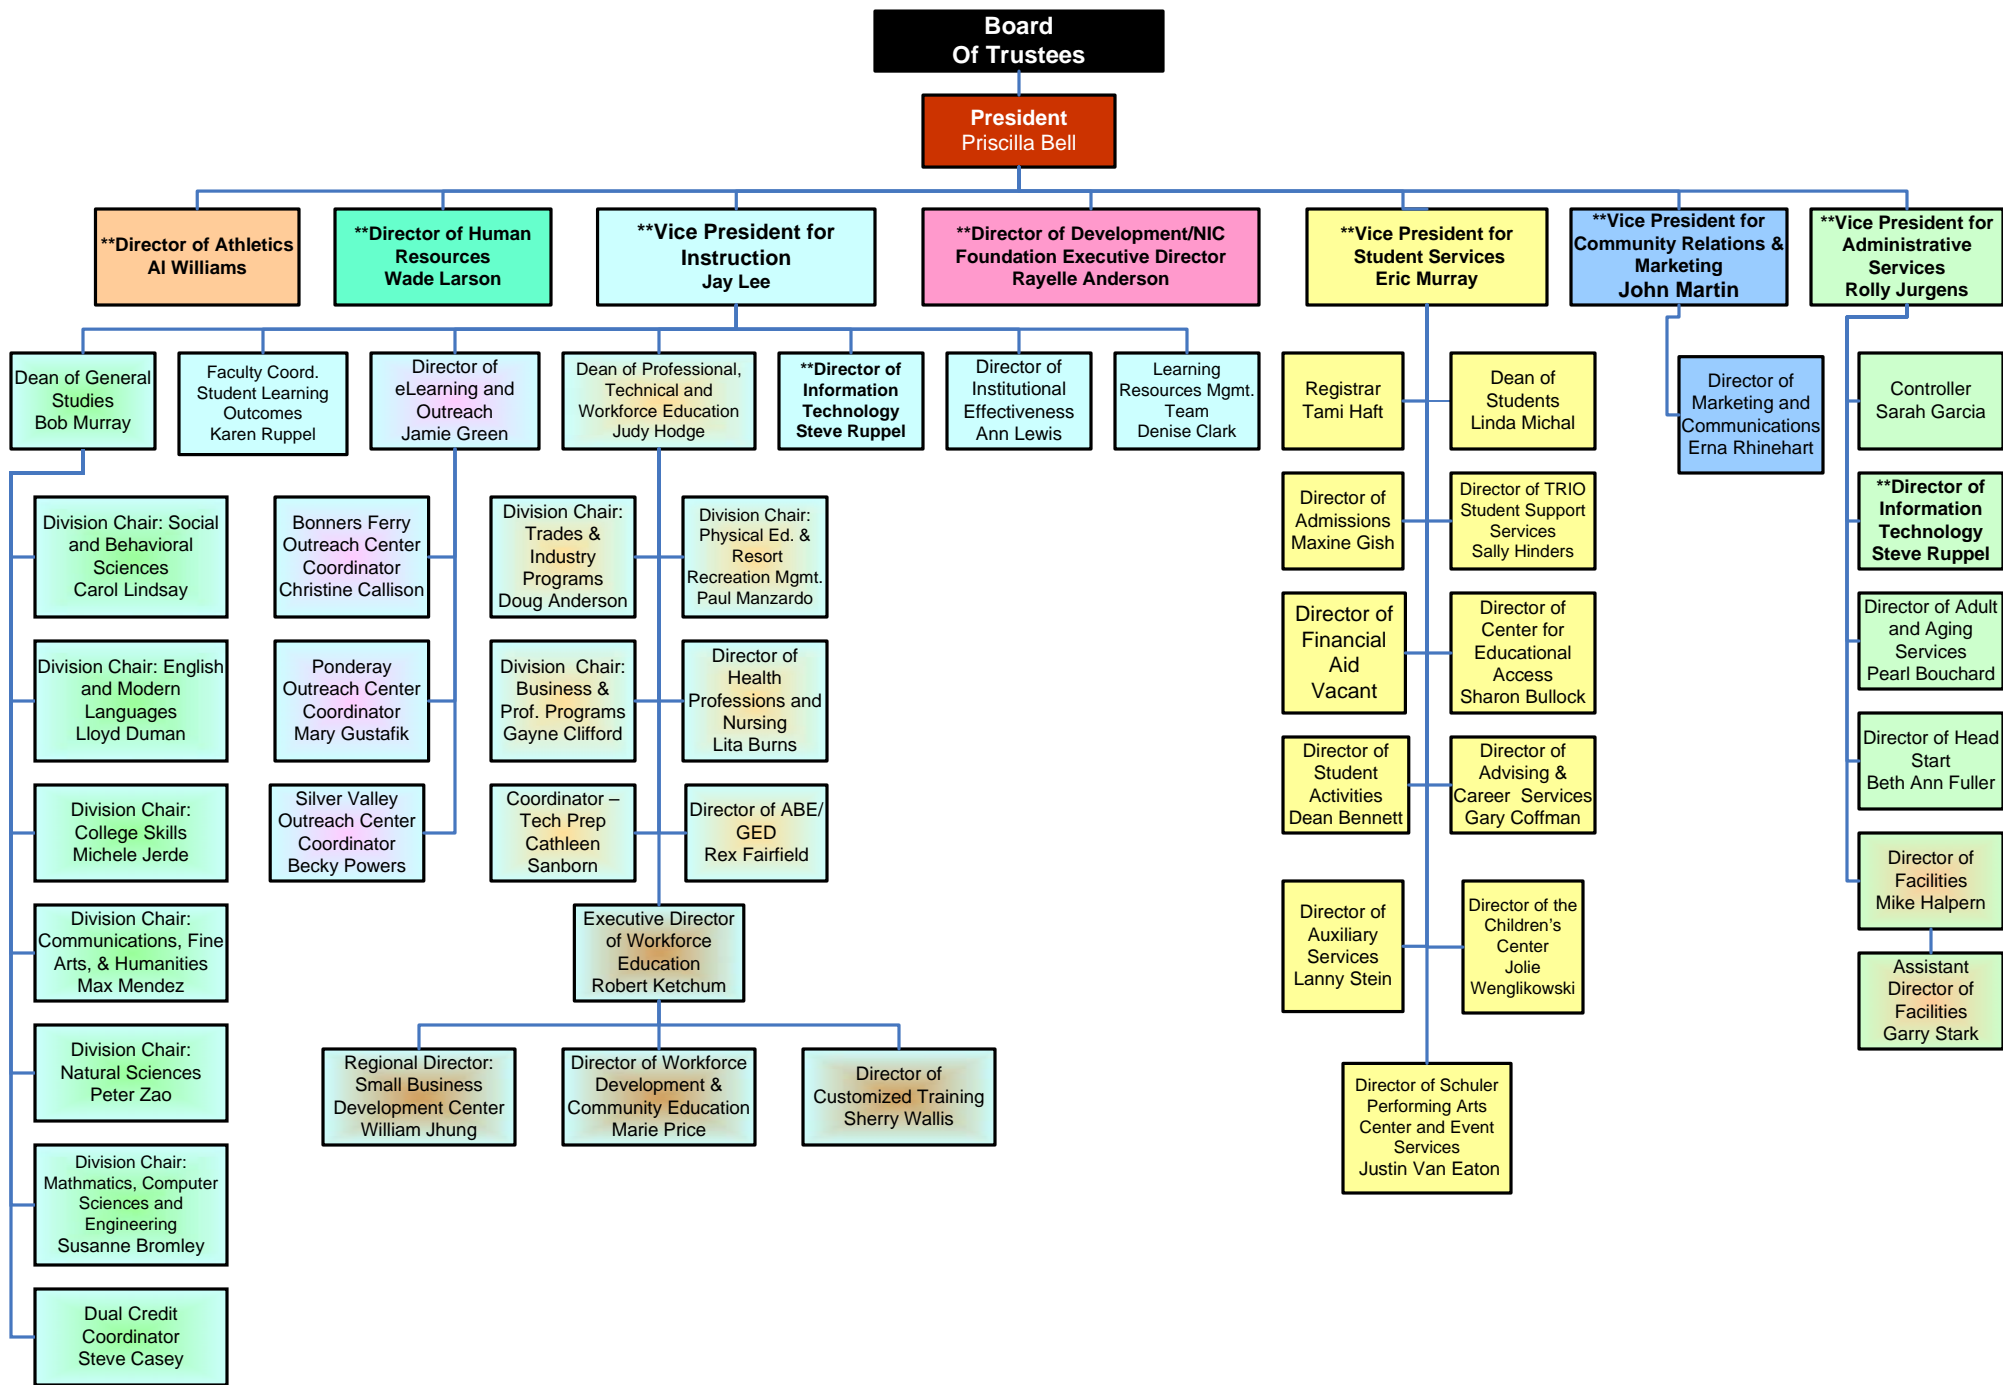 Board
Of Trustees
President
Priscilla Bell
**Director of Athletics
Al Williams
**Director of Human
Resources
Wade Larson
**Vice President for
Instruction
Jay Lee
**Director of Development/NIC
Foundation Executive Director
Rayelle Anderson
**Vice President for
Student Services
Eric Murray
**Vice President for
Community Relations &
Marketing
John Martin
**Vice President for
Administrative
Services
Rolly Jurgens
Dean of General
Studies
Bob Murray
Faculty Coord.
Student Learning
Outcomes
Karen Ruppel
Director of
eLearning and
Outreach
Jamie Green
Dean of Professional,
Technical and
Workforce Education
Judy Hodge
**Director of
Information
Technology
Steve Ruppel
Director of
Institutional
Effectiveness
Ann Lewis
Learning
Resources Mgmt.
Team
Denise Clark
Registrar
Tami Haft
Dean of
Students
Linda Michal
Director of
Marketing and
Communications
Erna Rhinehart
Controller
Sarah Garcia
Division Chair: Social
and Behavioral
Sciences
Carol Lindsay
Bonners Ferry
Outreach Center
Coordinator
Christine Callison
Division Chair:
Trades &
Industry
Programs
Doug Anderson
Division Chair:
Physical Ed. &
Resort
Recreation Mgmt.
Paul Manzardo
Director of
Admissions
Maxine Gish
Director of TRIO
Student Support
Services
Sally Hinders
**Director of
Information
Technology
Steve Ruppel
Division Chair: English
and Modern
Languages
Lloyd Duman
Ponderay
Outreach Center
Coordinator
Mary Gustafik
Division Chair:
Business &
Prof. Programs
Gayne Clifford
Director of
Health
Professions and
Nursing
Lita Burns
Director of
Financial
Aid
Vacant
Director of
Center for
Educational
Access
Sharon Bullock
Director of Adult
and Aging
Services
Pearl Bouchard
Division Chair:
College Skills
Michele Jerde
Silver Valley
Outreach Center
Coordinator
Becky Powers
Coordinator –
Tech Prep
Cathleen
Sanborn
Director of ABE/
GED
Rex Fairfield
Director of
Student
Activities
Dean Bennett
Director of
Advising &
Career Services
Gary Coffman
Director of Head
Start
Beth Ann Fuller
Division Chair:
Communications, Fine
Arts, & Humanities
Max Mendez
Executive Director
of Workforce
Education
Robert Ketchum
Director of
Auxiliary
Services
Lanny Stein
Director of the
Children's
Center
Jolie
Wenglikowski
Director of
Facilities
Mike Halpern
Assistant
Director of
Facilities
Garry Stark
Division Chair:
Natural Sciences
Peter Zao
Regional Director:
Small Business
Development Center
William Jhung
Director of Workforce
Development &
Community Education
Marie Price
Director of
Customized Training
Sherry Wallis
Director of Schuler
Performing Arts
Center and Event
Services
Justin Van Eaton
Division Chair:
Mathmatics, Computer
Sciences and
Engineering
Susanne Bromley
Dual Credit
Coordinator
Steve Casey